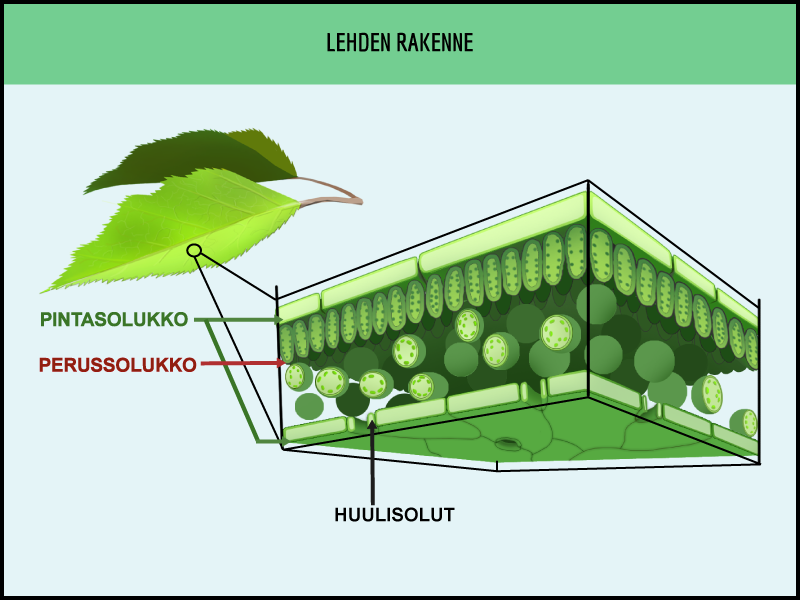 LEHDEN RAKENNE
PINTASOLUKKO
PERUSSOLUKKO
HUULISOLUT